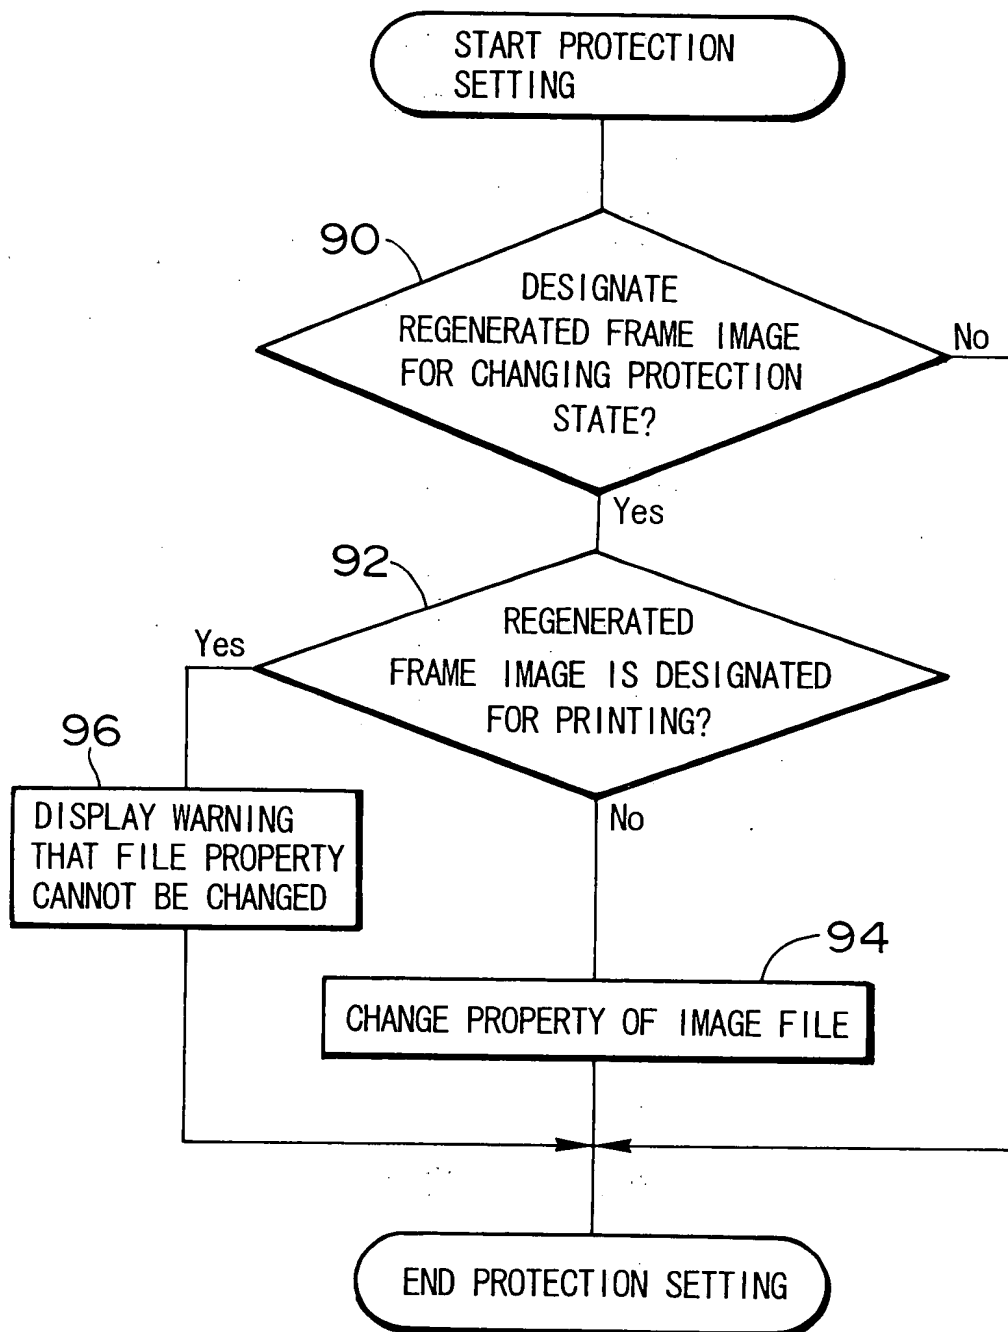 START PROTECTION
SETTING
90
DESIGNATE
REGENERATED FRAME IMAGE
FOR CHANGING PROTECTION
STATE?
No
Yes
92
REGENERATED
FRAME IMAGE IS DESIGNATED
FOR PRINTING?
Yes
96
DISPLAY WARNING
THAT FILE PROPERTY
CANNOT BE CHANGED
No
94
CHANGE PROPERTY OF IMAGE FILE
END PROTECTION SETTING